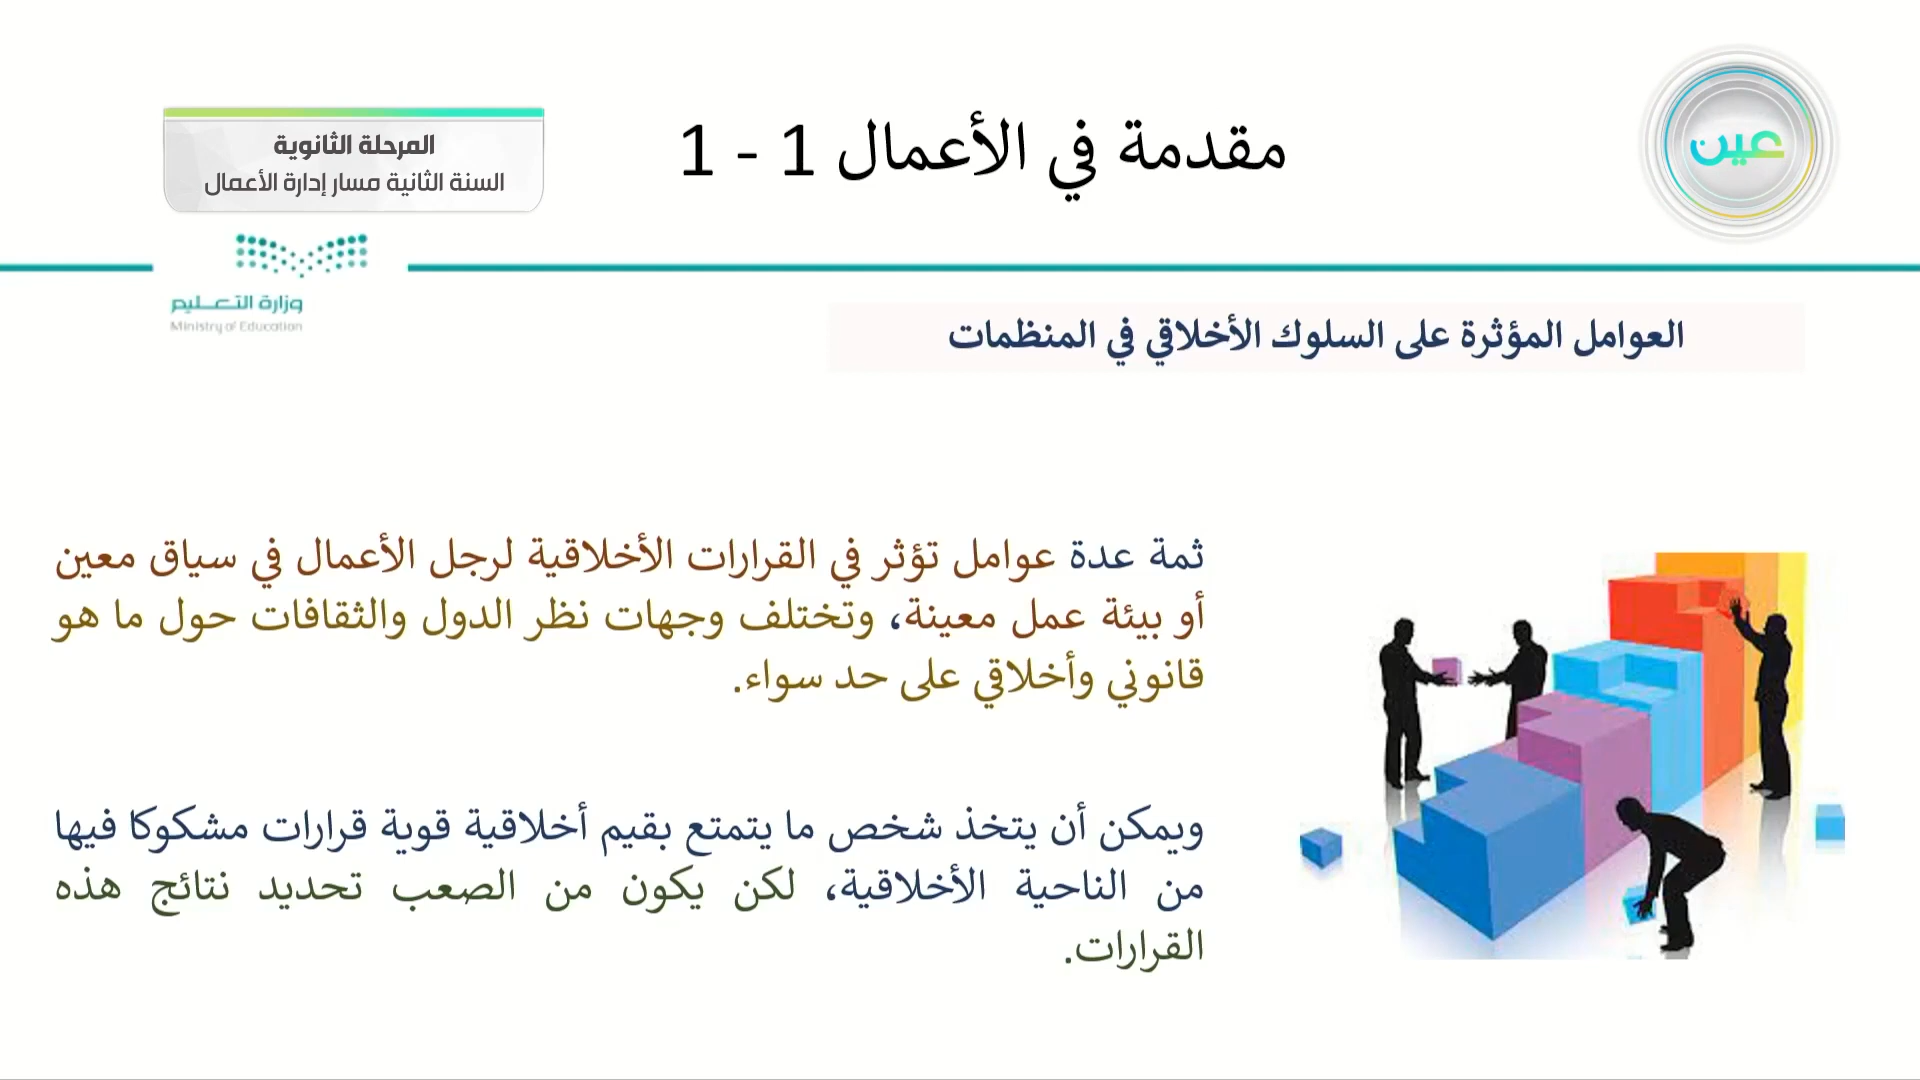 عين
مقدمة في الأعمال 1 - 1
المرحلة الثانوية
السنة الثانية مسار إدارة الأعمال
وزارة التعـــليم
Ministry of Education
العوامل المؤثرة على السلوك الأخلاقي في المنظمات
ثمة عدة عوامل تؤثر في القرارات الأخلاقية لرجل الأعمال في سياق معين
أو بيئة عمل معينة، وتختلف وجهات نظر الدول والثقافات حول ما هو
قانوني وأخلاقي على حد سواء.
ويمكن أن يتخذ شخص ما يتمتع بقيم أخلاقية قوية قرارات مشكوكا فيها
من الناحية الأخلاقية، لكن يكون من الصعب تحديد نتائج هذه
القرارات.